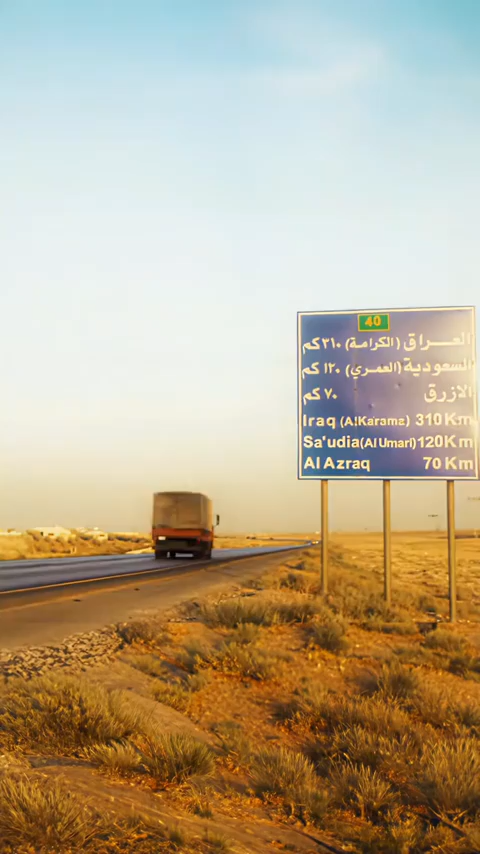 40
العـــراق (الكرامة) ٣١٠ كم
السعودية (العمري) ١٢٠ كم
الازرق ٧٠ كم
Iraq (Al Karama) 310 Km
Sa'udia (Al Umari) 120 Km
Al Azraq 70 Km